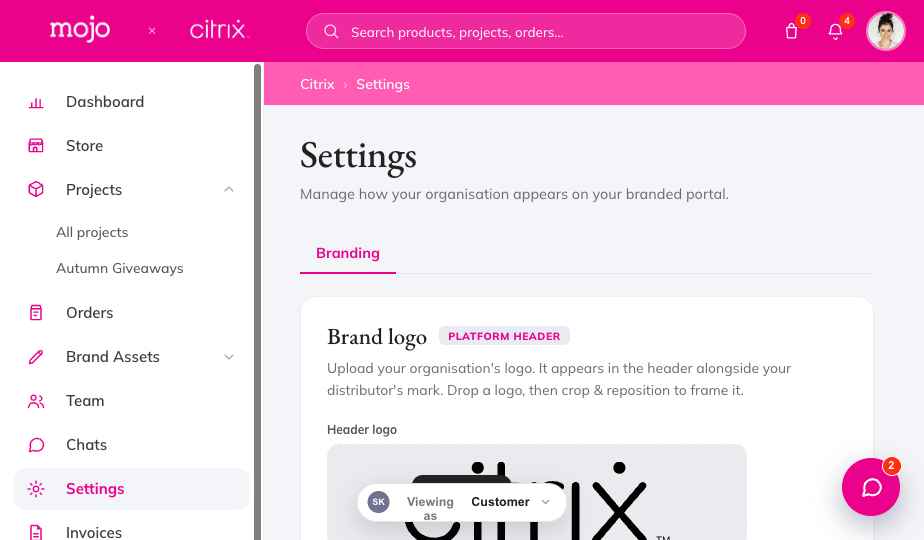 mojo
×
citrix
Search products, projects, orders...
0
4
Citrix › Settings
Dashboard
Store
Projects
All projects
Autumn Giveaways
Orders
Brand Assets
Team
Chats
Settings
Invoices
Settings
Manage how your organisation appears on your branded portal.
Branding
Brand logo
PLATFORM HEADER
Upload your organisation's logo. It appears in the header alongside your
distributor's mark. Drop a logo, then crop & reposition to frame it.
Header logo
citrix
TM
SK
Viewing
as
Customer
2